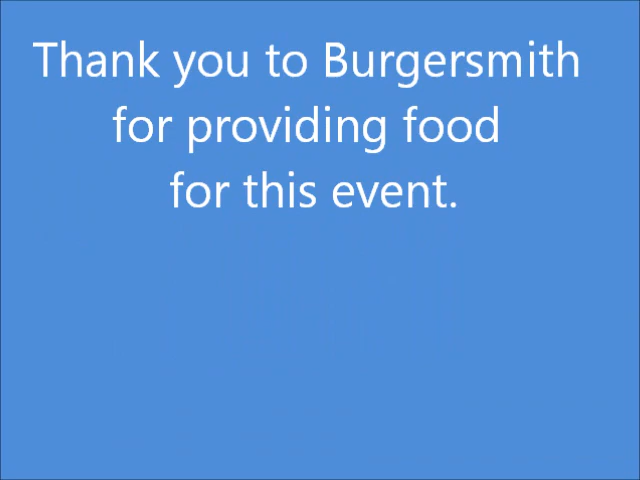 Thank you to Burgersmith
for providing food
for this event.